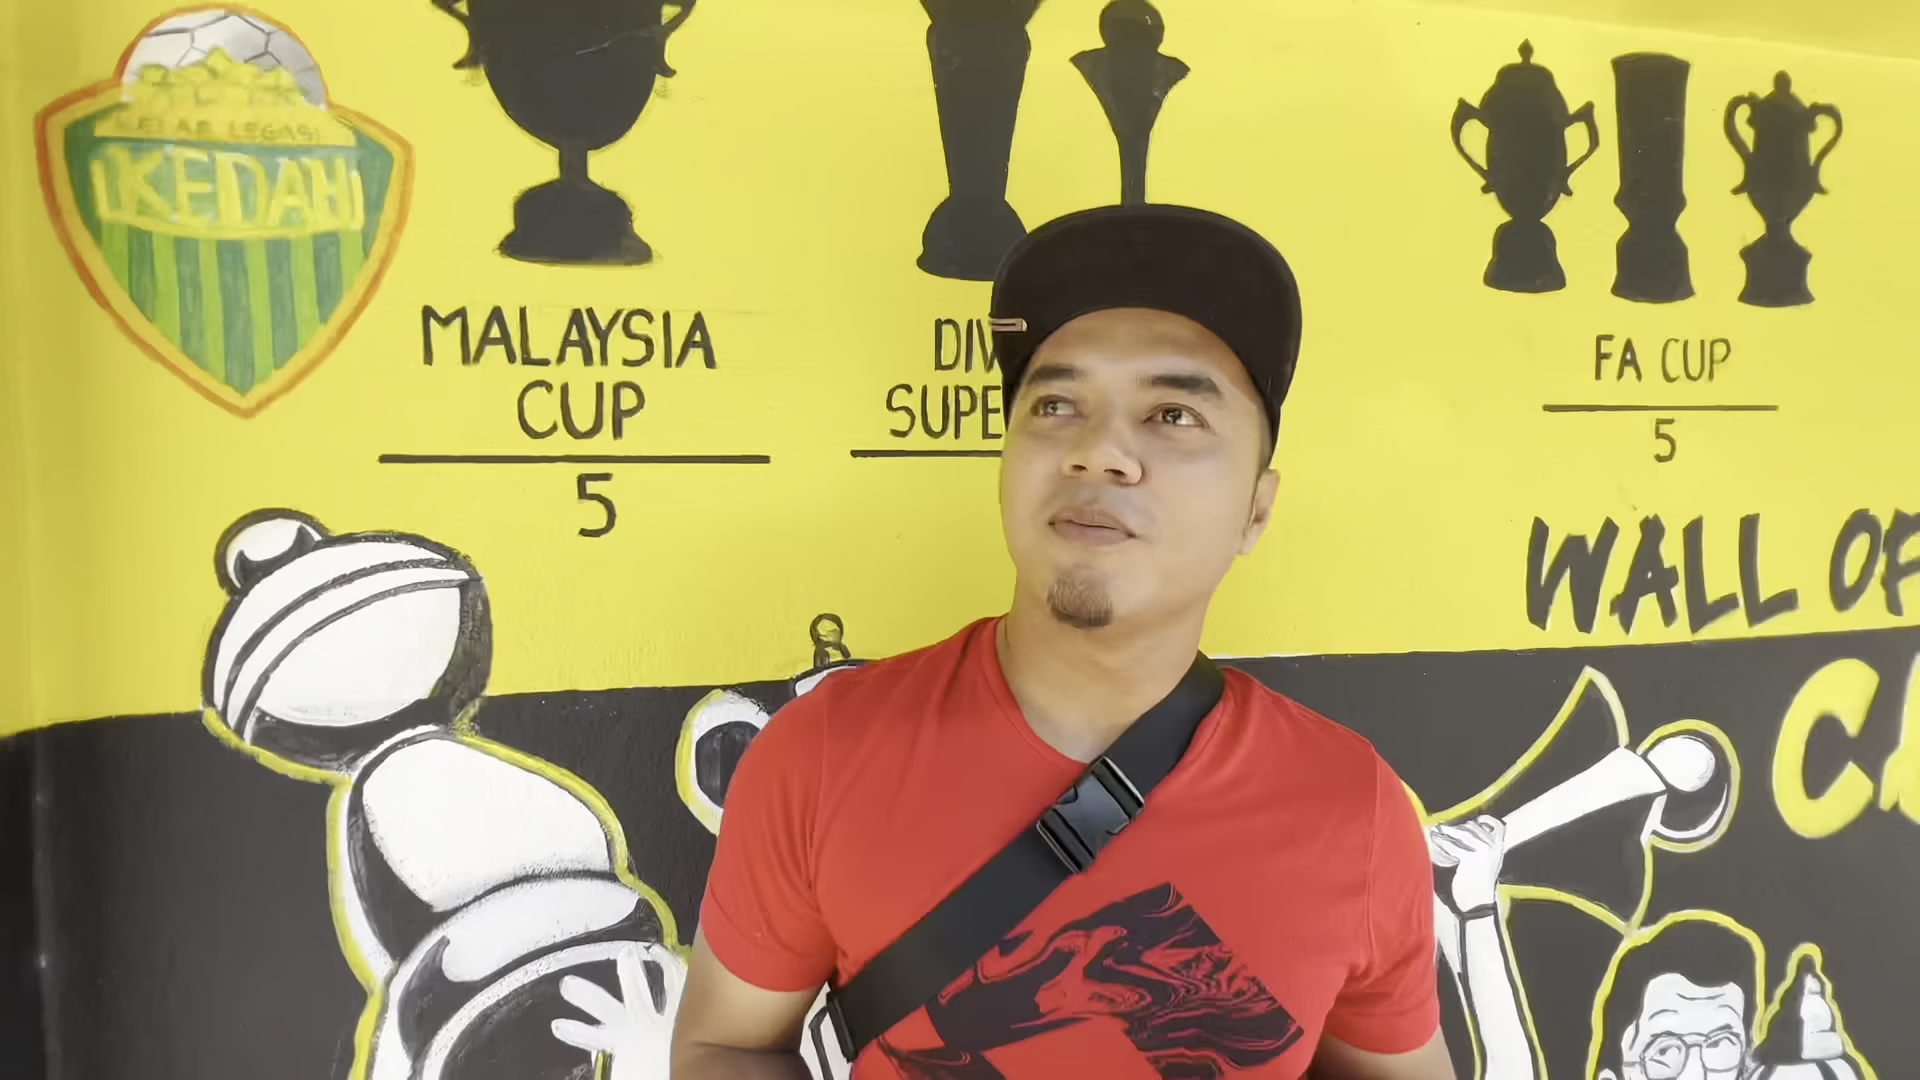 KEDAH
MALAYSIA
CUP
5
DIV
SUPE
FA CUP
5
WALL OF